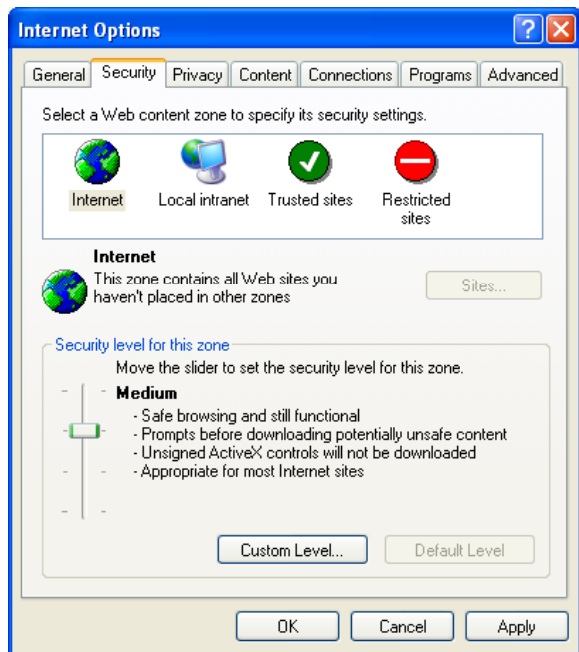 Internet Options
General Security Privacy Content Connections Programs Advanced
Select a Web content zone to specify its security settings.
Internet Local intranet Trusted sites Restricted
sites
Internet
This zone contains all Web sites you
haven't placed in other zones
Sites...
Security level for this zone
Move the slider to set the security level for this zone.
Medium
- Safe browsing and still functional
- Prompts before downloading potentially unsafe content
- Unsigned ActiveX controls will not be downloaded
- Appropriate for most Internet sites
Custom Level... Default Level
OK Cancel Apply